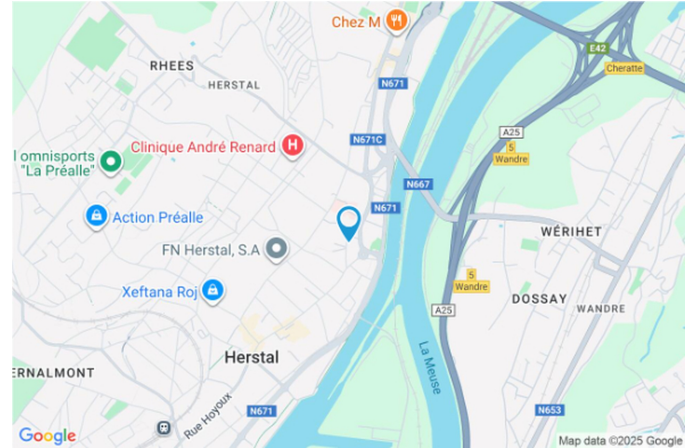 Chez M
RHEES
HERSTAL
E42
Cheratte
N671
A25
N671C
5
Wandre
Clinique André Renard
H
l omnisports
"La Préalle"
N667
N671
Action Préalle
WÉRIHET
FN Herstal, S.A
5
Wandre
Xeftana Roj
DOSSAY
WANDRE
A25
Herstal
La Meuse
ERNALMONT
Rue Hoyoux
N671
N653
Google
Map data ©2025 Google